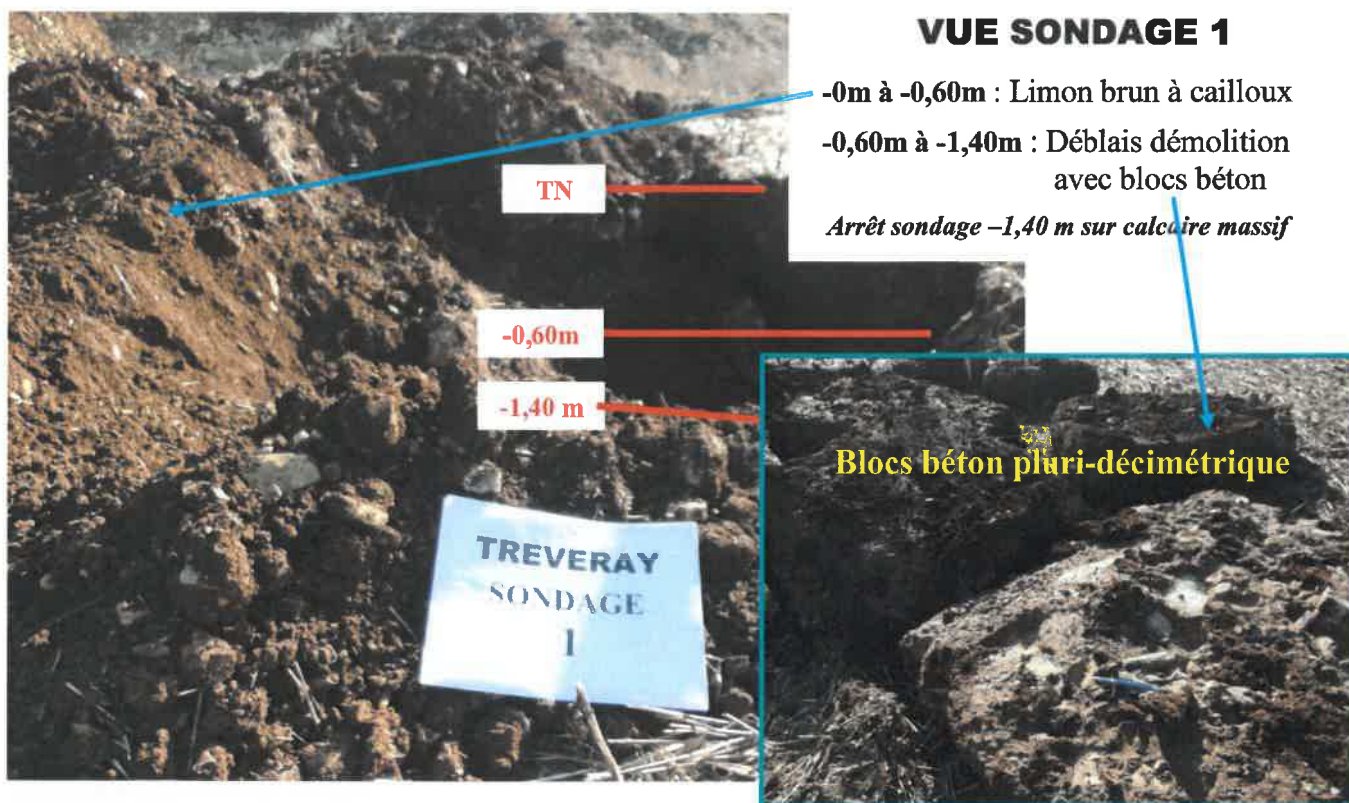 VUE SONDAGE 1
-0m à -0,60m : Limon brun à cailloux
-0,60m à -1,40m : Déblais démolition
avec blocs béton
Arrêt sondage –1,40 m sur calcaire massif
TN
-0,60m
-1,40 m
Blocs béton pluri-décimétrique
TREVERAY
SONDAGE
1